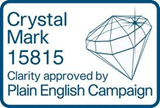 Crystal
Mark
15815
Clarity approved by
Plain English Campaign